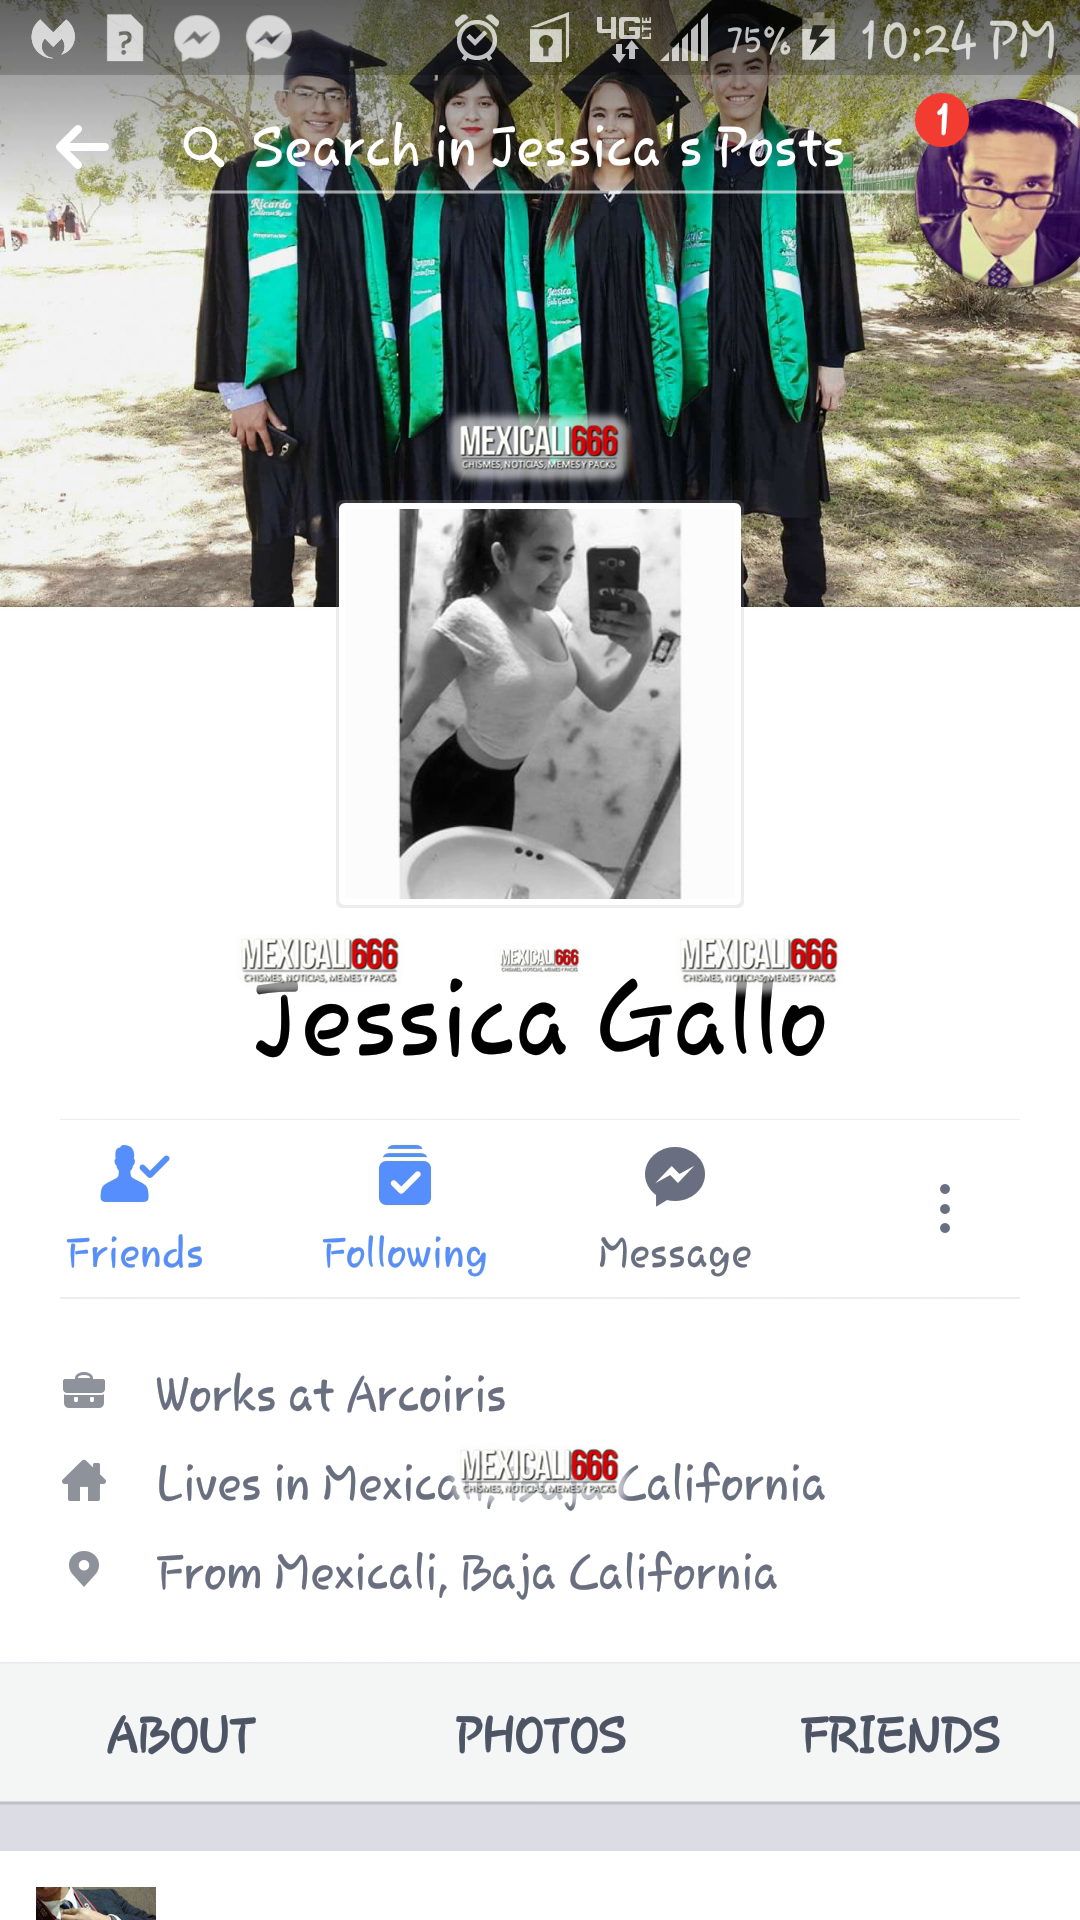 ?
4G LTE
75%
10:24 PM
Search in Jessica's Posts
1
Ricardo
Jessica
MEXICALI666
CHISMES, NOTICIAS, MEMES Y PACKS
MEXICALI666
CHISMES, NOTICIAS, MEMES Y PACKS
MEXICALI666
CHISMES, NOTICIAS, MEMES Y PACKS
MEXICALI666
CHISMES, NOTICIAS, MEMES Y PACKS
Jessica Gallo
Friends
Following
Message
Works at Arcoiris
Lives in Mexicali, Baja California
MEXICALI666
CHISMES, NOTICIAS, MEMES Y PACKS
From Mexicali, Baja California
ABOUT
PHOTOS
FRIENDS